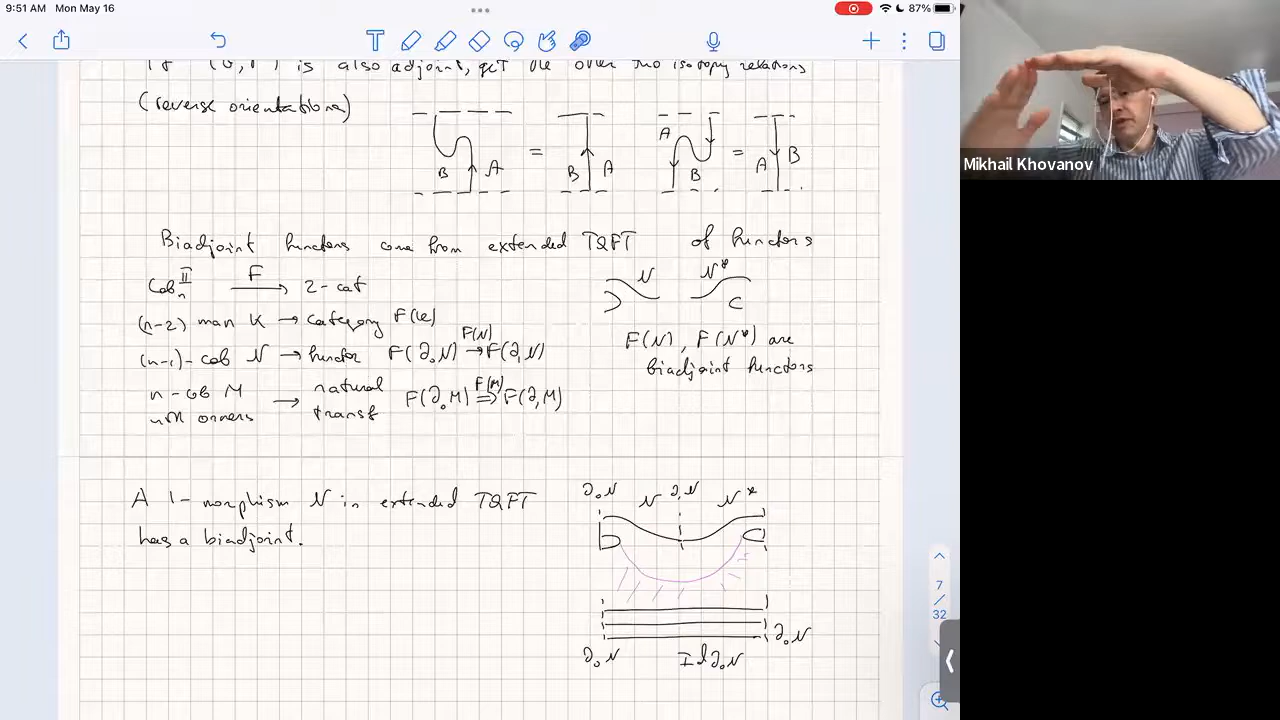 9:51 AM Mon May 16
87%
is also adjoint, get the other two isotopy relations
(reverse orientations)
B A = B A
A B = A B
Biadjoint functors come from extended TQFT of functors
Cob II n F → 2-cat
N N*
(n-2) man K → category F(K)
(n-1)-cob N → functor F(∂₀N) F(N) → F(∂₁N)
F(N), F(N*) are
biadjoint functors
n-cob M → natural F(∂₀M) F(M) ⇒ F(∂₁M)
with corners transf
A 1-morphism N in extended TQFT
has a biadjoint.
∂₀N N ∂₁N N*
∂₀N
∂₀N Id ∂₀N
7
/
32
Mikhail Khovanov